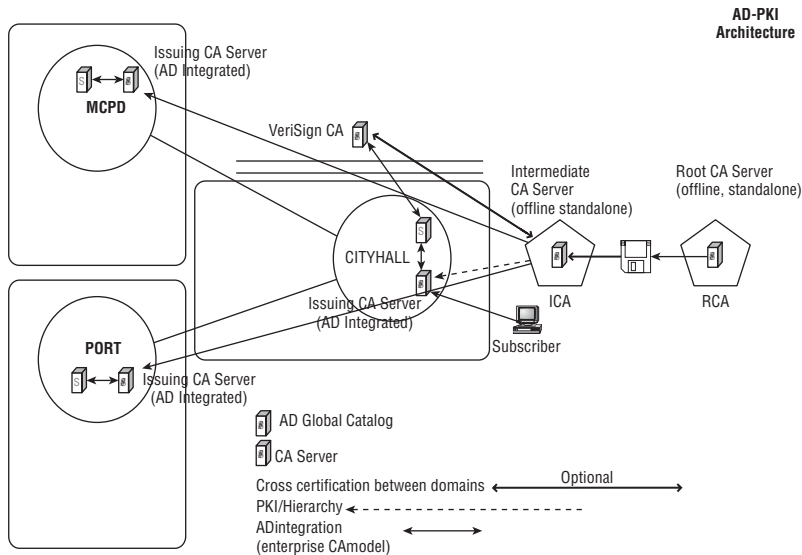 AD-PKI
Architecture
Issuing CA Server
(AD Integrated)
MCPD
VeriSign CA
Intermediate
CA Server
(offline standalone)
Root CA Server
(offline, standalone)
CITYHALL
ICA
RCA
Issuing CA Server
(AD Integrated)
Subscriber
PORT
Issuing CA Server
(AD Integrated)
AD Global Catalog
CA Server
Cross certification between domains
Optional
PKI/Hierarchy
ADintegration
(enterprise CAmodel)